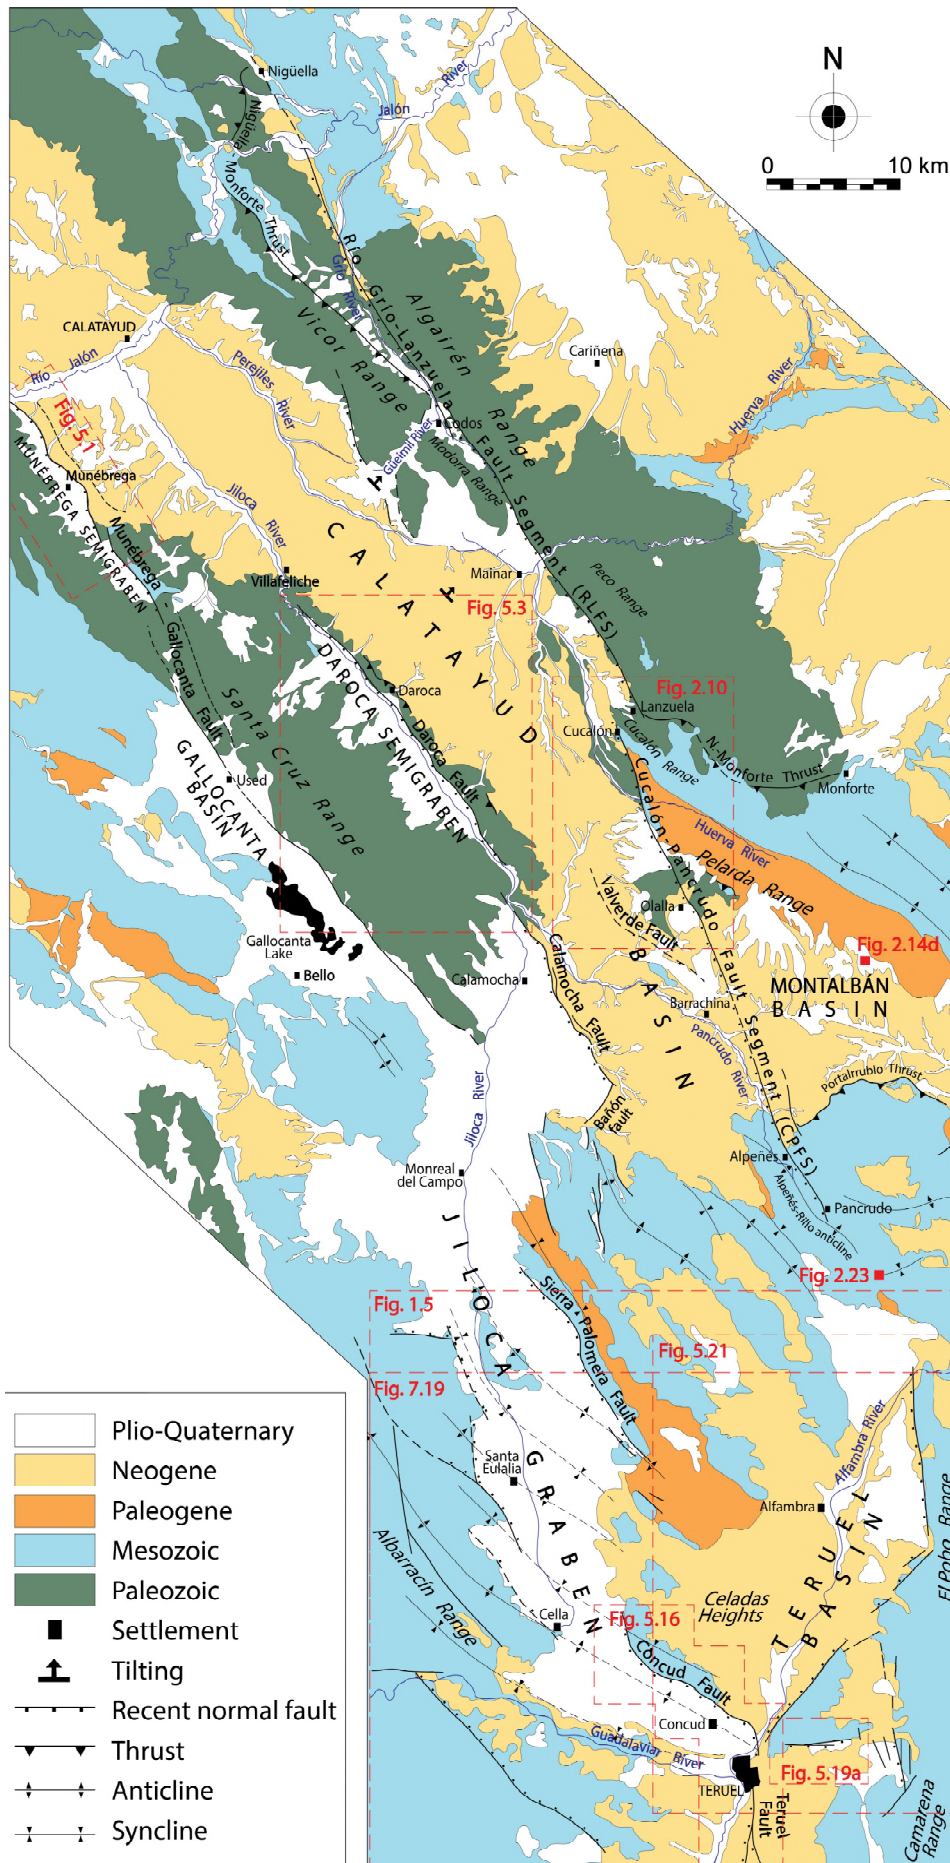 Nigüella
River
Jalón
N
0 10 km
Nigüella-
Monforte Thrust
Río Grío-Lanzuela Fault Segment (RLFS)
Grío River
Algairén
Range
Vicor Range
CALATAYUD
Río Jalón
Perejiles
River
Cariñena
Huerva River
Fig. 5.1
Codos
Güeimil River
Modorra Range
MUNÉBREGA SEMIGRABEN
Munébrega
Munébrega
Gallocanta
Fault
Jiloca
River
Villafeliche
CALATAYUD
BASIN
Mainar
Peco Range
Fig. 5.3
Fig. 2.10
Lanzuela
Daroca
DAROCA SEMIGRABEN
Daroca Fault
Cucalón
Cucalón Range
N-Monforte Thrust
Monforte
Santa Cruz Range
Used
GALLOCANTA
BASIN
Cucalón-Pancrudo Fault Segment (CPFS)
Huerva River
Pelarda Range
Valverde Fault
Olalla
Fig. 2.14d
Gallocanta
Lake
Bello
Calamocha
Calamocha Fault
MONTALBÁN
BASIN
Barrachina
Pancrudo
River
Portalrrubio Thrust
Jiloca River
Bañón
fault
Alpeñés
Monreal
del Campo
Alpeñés-Rillo anticline
Pancrudo
Fig. 2.23
JILOCA
GRABEN
Sierra Palomera Fault
Fig. 1.5
Fig. 5.21
Fig. 7.19
Plio-Quaternary
Neogene
Paleogene
Mesozoic
Paleozoic
Settlement
Tilting
Recent normal fault
Thrust
Anticline
Syncline
Santa
Eulalia
Alfambra River
Alfambra
TERUEL
BASIN
El Pobo Range
Albarracín Range
Celadas
Heights
Cella
Fig. 5.16
Concud Fault
Concud
Guadalaviar River
TERUEL
Fig. 5.19a
Teruel
Fault
Camarena
Range